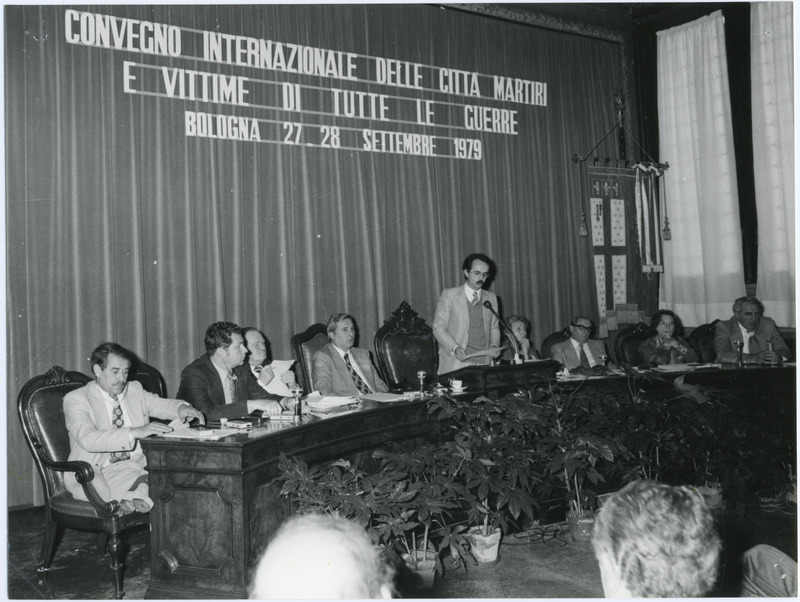 CONVEGNO INTERNAZIONALE DELLE CITTÀ MARTIRI
E VITTIME DI TUTTE LE GUERRE
BOLOGNA 27-28 SETTEMBRE 1979